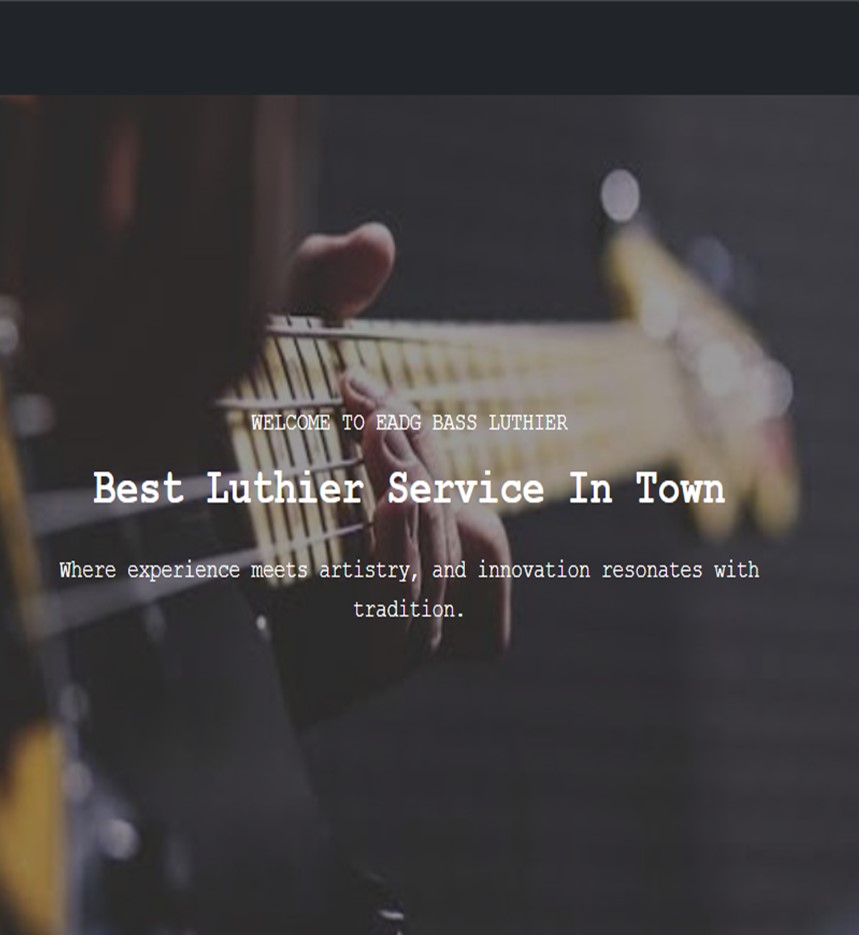 WELCOME TO EADG BASS LUTHIER
Best Luthier Service In Town
Where experience meets artistry, and innovation resonates with
tradition.